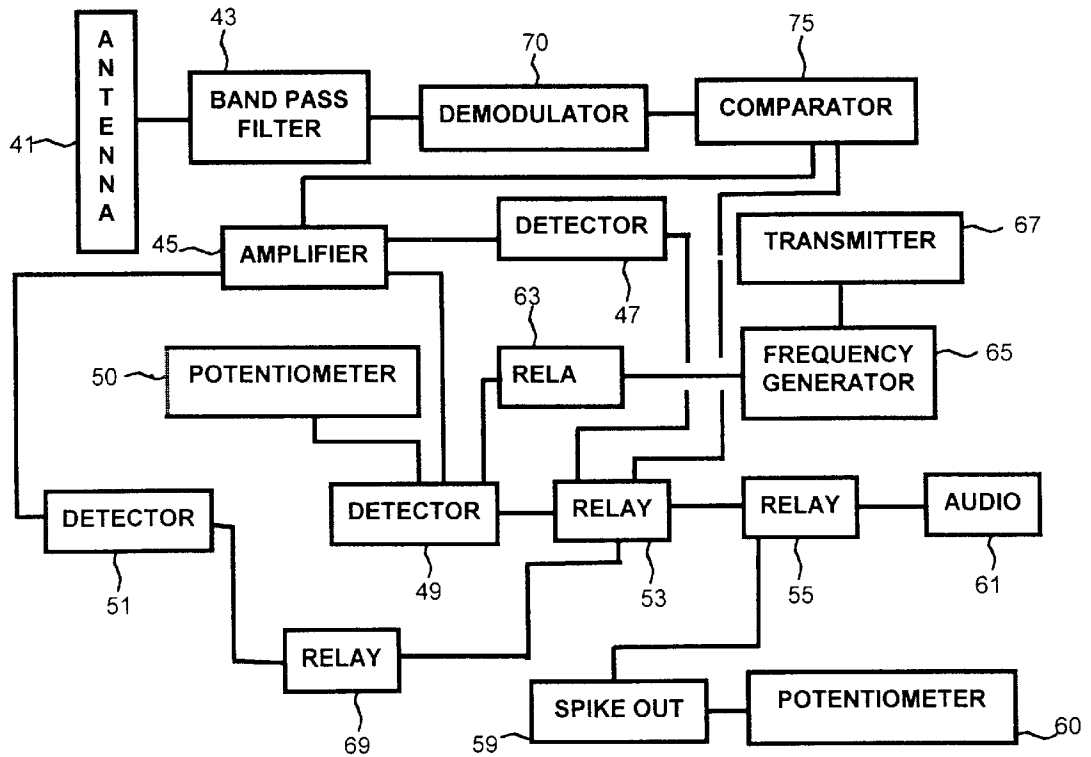 43
70
75
ANTENNA
BAND PASS
FILTER
DEMODULATOR
COMPARATOR
41
45
AMPLIFIER
DETECTOR
TRANSMITTER
67
63
47
50
POTENTIOMETER
RELA
FREQUENCY
GENERATOR
65
DETECTOR
DETECTOR
RELAY
RELAY
AUDIO
51
49
53
55
61
RELAY
69
SPIKE OUT
POTENTIOMETER
59
60